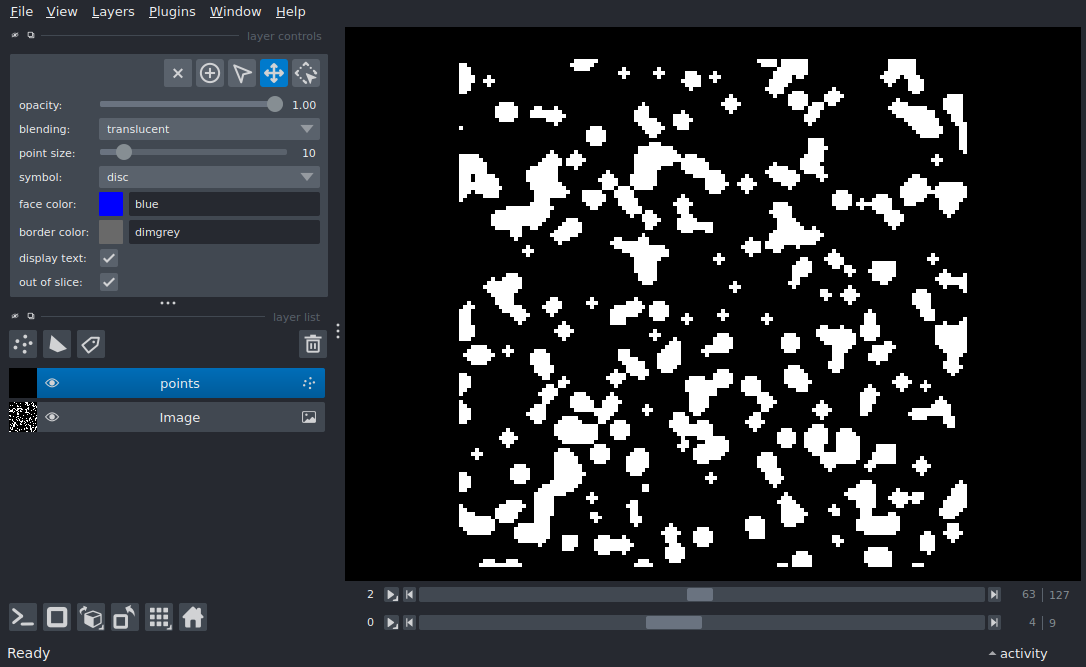 File View Layers Plugins Window Help
layer controls
opacity: 1.00
blending: translucent
point size: 10
symbol: disc
face color: blue
border color: dimgrey
display text:
out of slice:
layer list
points
Image
2 63 127
0 4 9
Ready activity